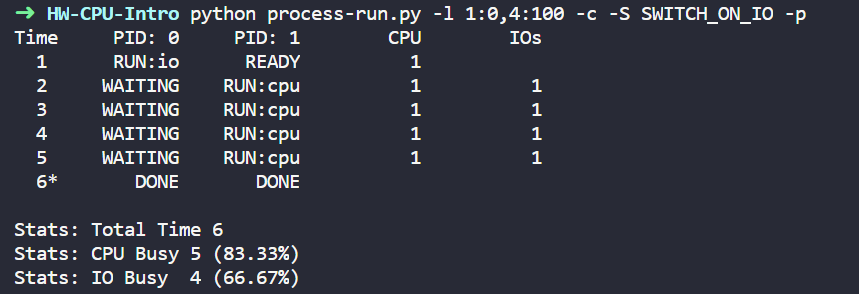 ➜ HW-CPU-Intro python process-run.py -l 1:0,4:100 -c -S SWITCH_ON_IO -p
Time PID: 0 PID: 1 CPU IOs
1 RUN:io READY 1
2 WAITING RUN:cpu 1 1
3 WAITING RUN:cpu 1 1
4 WAITING RUN:cpu 1 1
5 WAITING RUN:cpu 1 1
6* DONE DONE
Stats: Total Time 6
Stats: CPU Busy 5 (83.33%)
Stats: IO Busy 4 (66.67%)